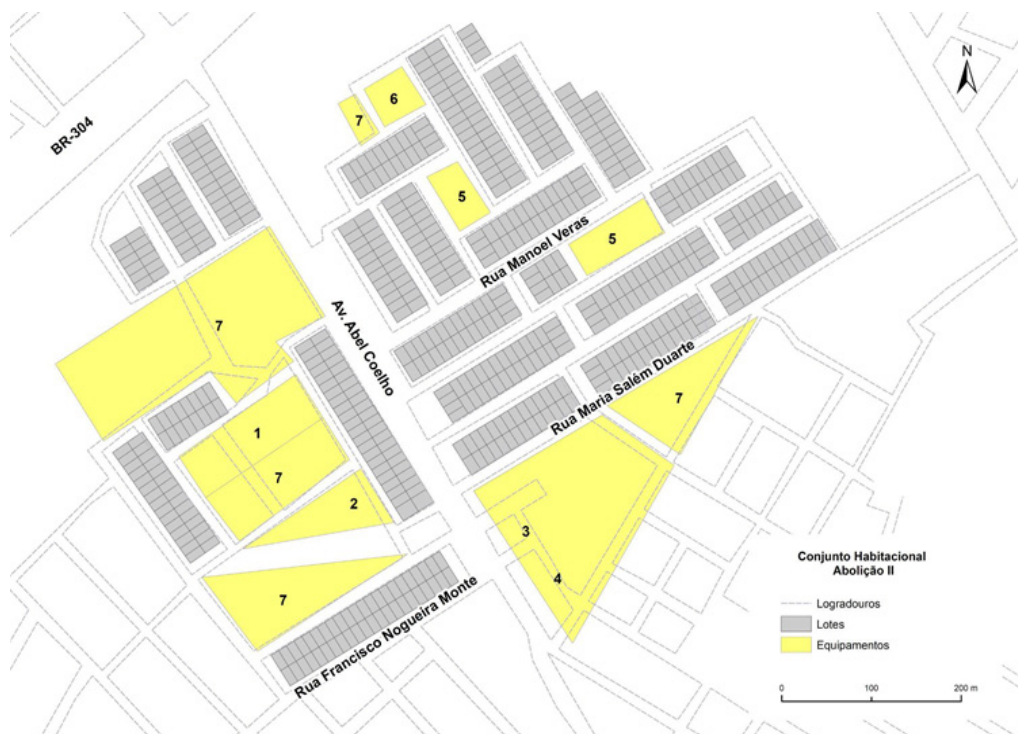 N
BR-304
6
7
5
Rua Manoel Veras
5
7
Av. Abel Coelho
Rua Maria Salém Duarte
7
1
7
2
3
4
7
Rua Francisco Nogueira Monte
Conjunto Habitacional
Abolição II
Logradouros
Lotes
Equipamentos
0 100 200 m